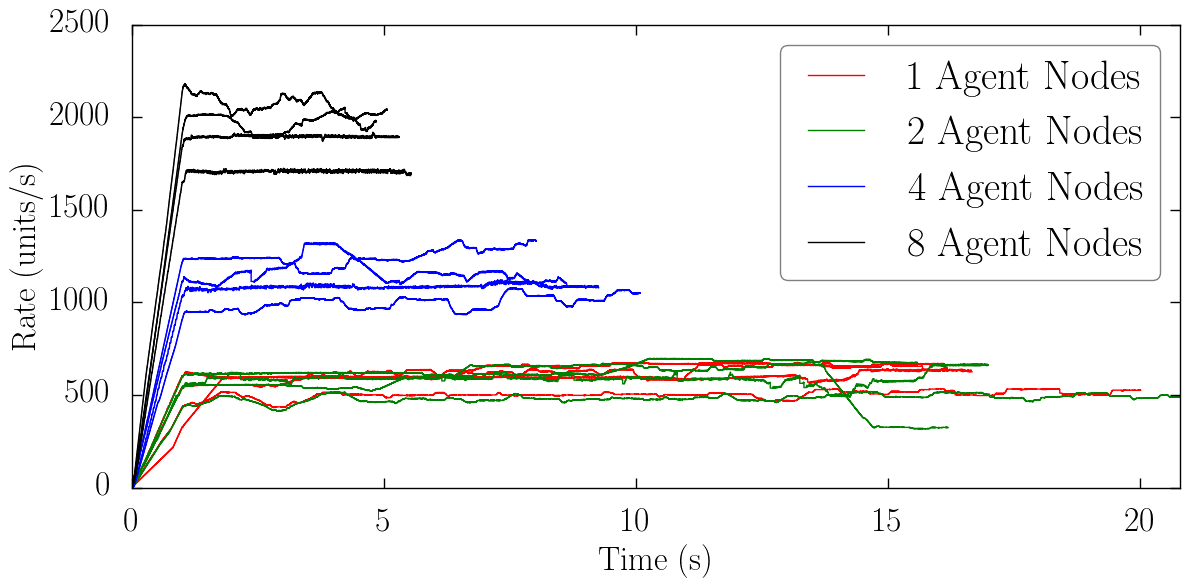 2500
2000
1500
1000
500
0
Rate (units/s)
1 Agent Nodes
2 Agent Nodes
4 Agent Nodes
8 Agent Nodes
0 5 10 15 20
Time (s)